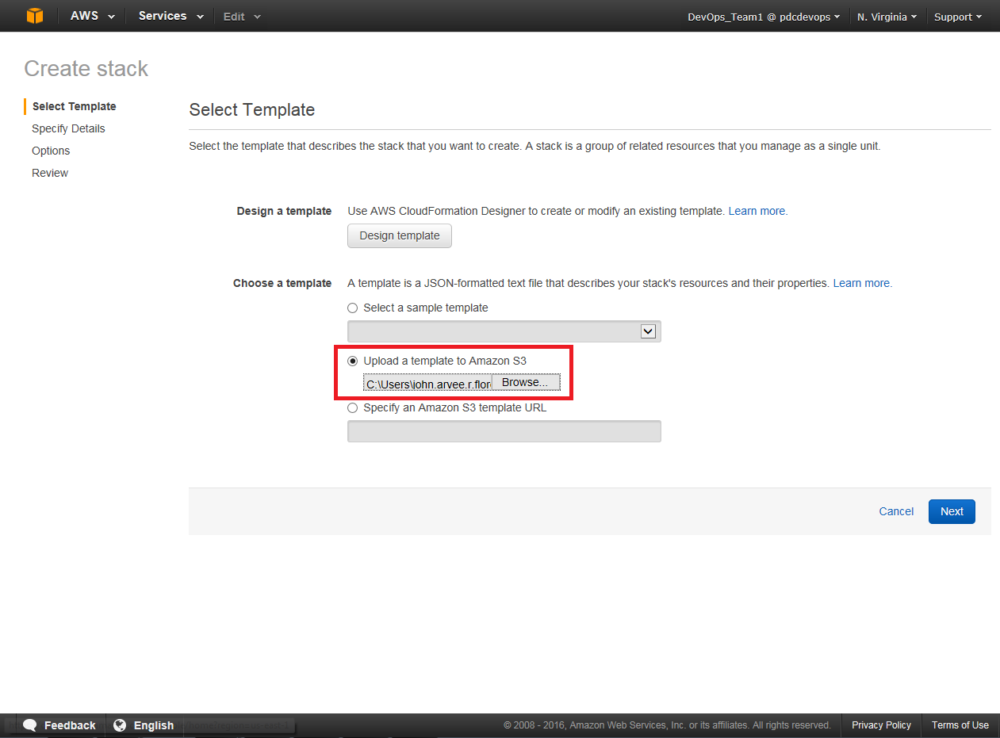 AWS Services Edit DevOps_Team1 @ pdcdevops N. Virginia Support
Create stack
Select Template
Specify Details
Options
Review
Select Template
Select the template that describes the stack that you want to create. A stack is a group of related resources that you manage as a single unit.
Design a template Use AWS CloudFormation Designer to create or modify an existing template. Learn more.
Design template
Choose a template A template is a JSON-formatted text file that describes your stack's resources and their properties. Learn more.
Select a sample template
Upload a template to Amazon S3
C:\Users\john.arvee.r.flore Browse...
Specify an Amazon S3 template URL
Cancel Next
Feedback English © 2008 - 2016, Amazon Web Services, Inc. or its affiliates. All rights reserved. Privacy Policy Terms of Use